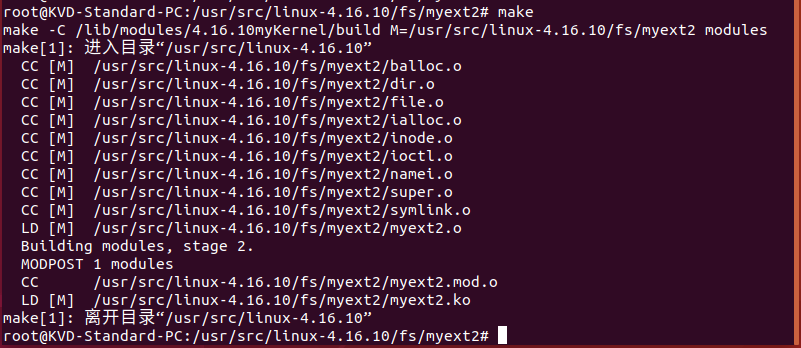 root@KVD-Standard-PC:/usr/src/linux-4.16.10/fs/myext2# make
make -C /lib/modules/4.16.10myKernel/build M=/usr/src/linux-4.16.10/fs/myext2 modules
make[1]: 进入目录“/usr/src/linux-4.16.10”
  CC [M]  /usr/src/linux-4.16.10/fs/myext2/balloc.o
  CC [M]  /usr/src/linux-4.16.10/fs/myext2/dir.o
  CC [M]  /usr/src/linux-4.16.10/fs/myext2/file.o
  CC [M]  /usr/src/linux-4.16.10/fs/myext2/ialloc.o
  CC [M]  /usr/src/linux-4.16.10/fs/myext2/inode.o
  CC [M]  /usr/src/linux-4.16.10/fs/myext2/ioctl.o
  CC [M]  /usr/src/linux-4.16.10/fs/myext2/namei.o
  CC [M]  /usr/src/linux-4.16.10/fs/myext2/super.o
  CC [M]  /usr/src/linux-4.16.10/fs/myext2/symlink.o
  LD [M]  /usr/src/linux-4.16.10/fs/myext2/myext2.o
  Building modules, stage 2.
  MODPOST 1 modules
  CC      /usr/src/linux-4.16.10/fs/myext2/myext2.mod.o
  LD [M]  /usr/src/linux-4.16.10/fs/myext2/myext2.ko
make[1]: 离开目录“/usr/src/linux-4.16.10”
root@KVD-Standard-PC:/usr/src/linux-4.16.10/fs/myext2#